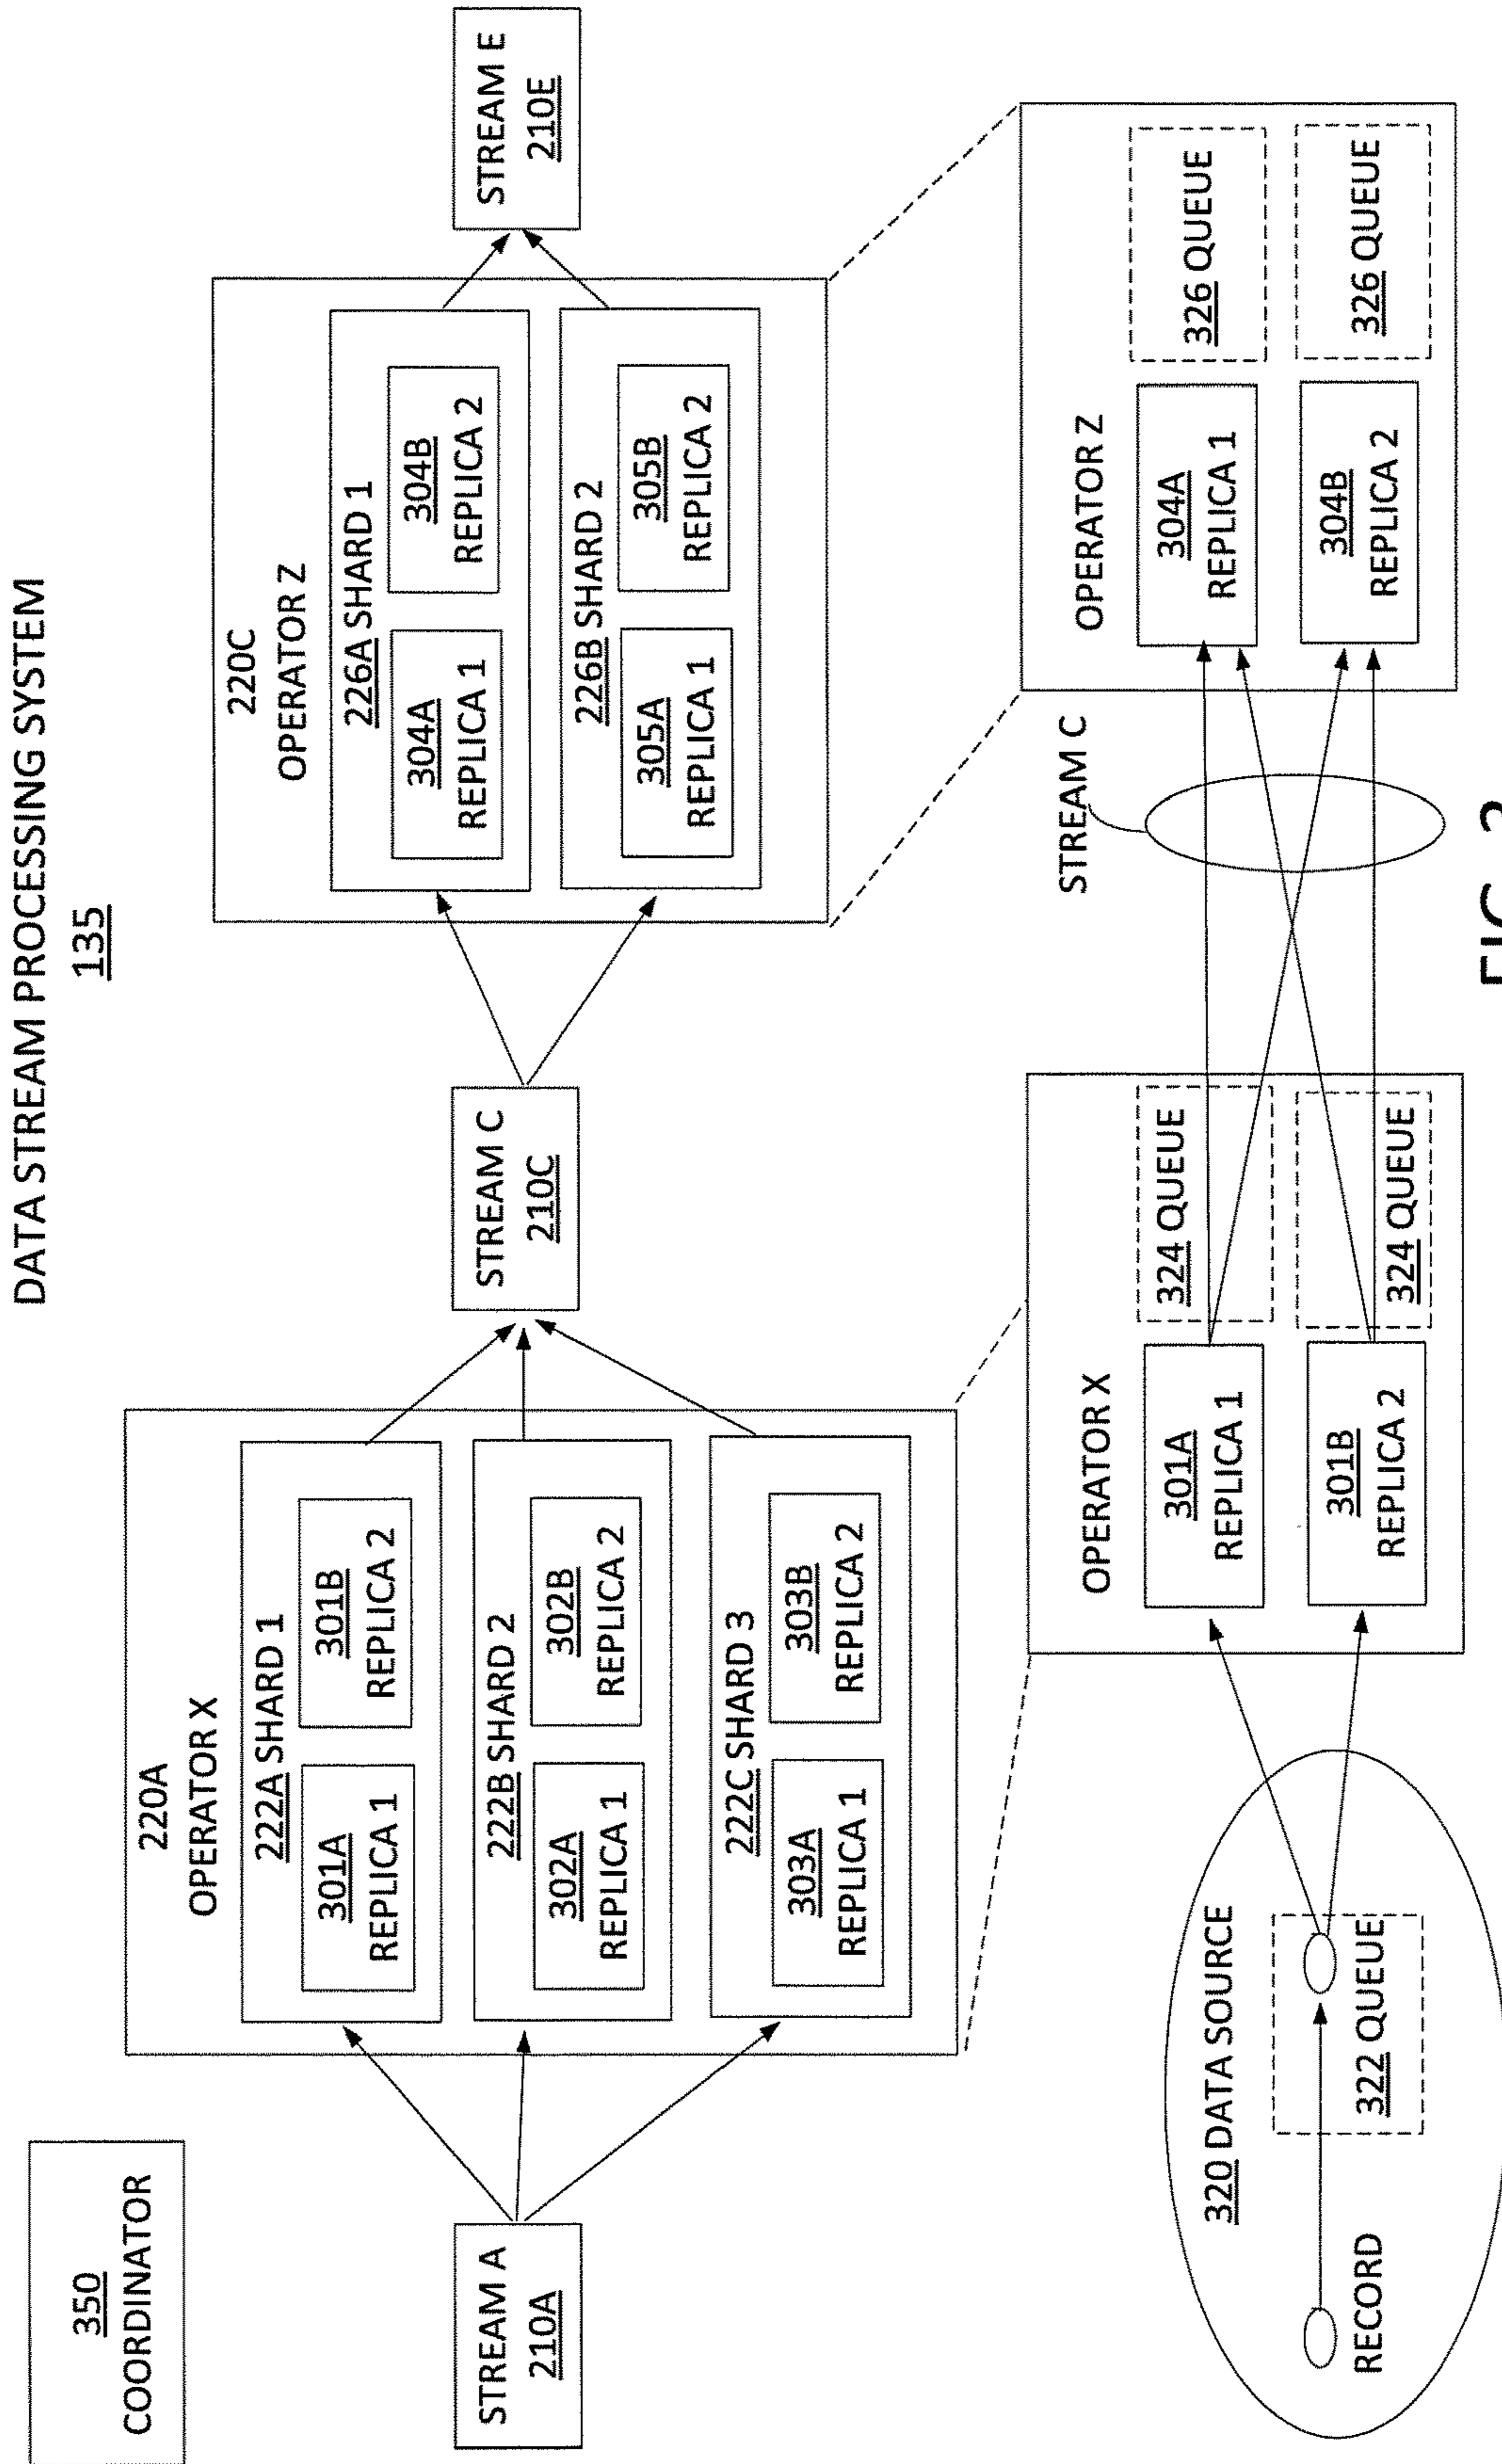 DATA STREAM PROCESSING SYSTEM
135
350
COORDINATOR
STREAM A
210A
220A
OPERATOR X
222A SHARD 1
301A
REPLICA 1
301B
REPLICA 2
222B SHARD 2
302A
REPLICA 1
302B
REPLICA 2
222C SHARD 3
303A
REPLICA 1
303B
REPLICA 2
STREAM C
210C
220C
OPERATOR Z
226A SHARD 1
304A
REPLICA 1
304B
REPLICA 2
226B SHARD 2
305A
REPLICA 1
305B
REPLICA 2
STREAM E
210E
320 DATA SOURCE
RECORD
322 QUEUE
OPERATOR X
301A
REPLICA 1
324 QUEUE
301B
REPLICA 2
324 QUEUE
STREAM C
OPERATOR Z
304A
REPLICA 1
326 QUEUE
304B
REPLICA 2
326 QUEUE